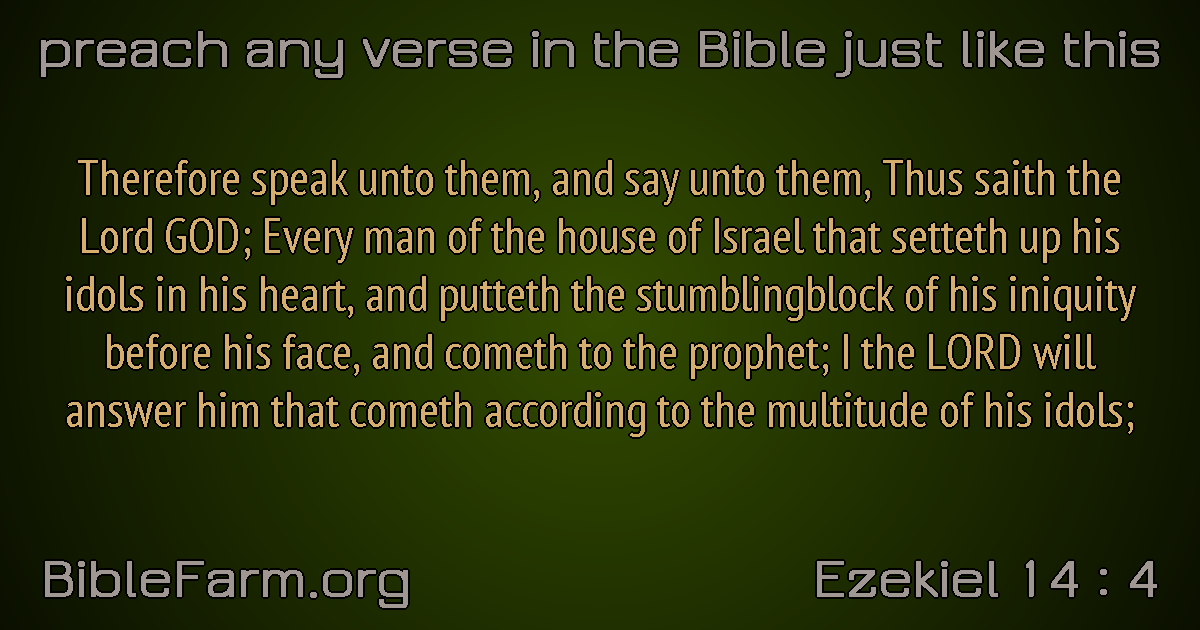 preach any verse in the Bible just like this
Therefore speak unto them, and say unto them, Thus saith the
Lord GOD; Every man of the house of Israel that setteth up his
idols in his heart, and putteth the stumblingblock of his iniquity
before his face, and cometh to the prophet; I the LORD will
answer him that cometh according to the multitude of his idols;
BibleFarm.org
Ezekiel 14 : 4